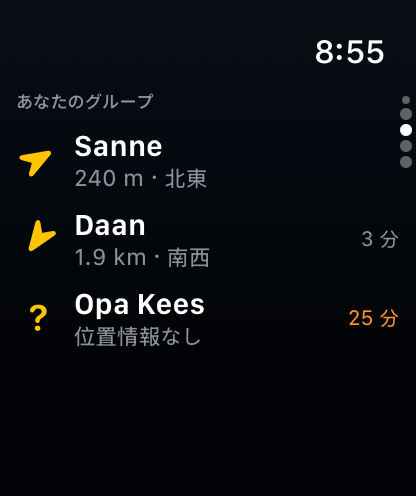 8:55
あなたのグループ
Sanne
240 m · 北東
Daan
1.9 km · 南西
3 分
?
Opa Kees
位置情報なし
25 分